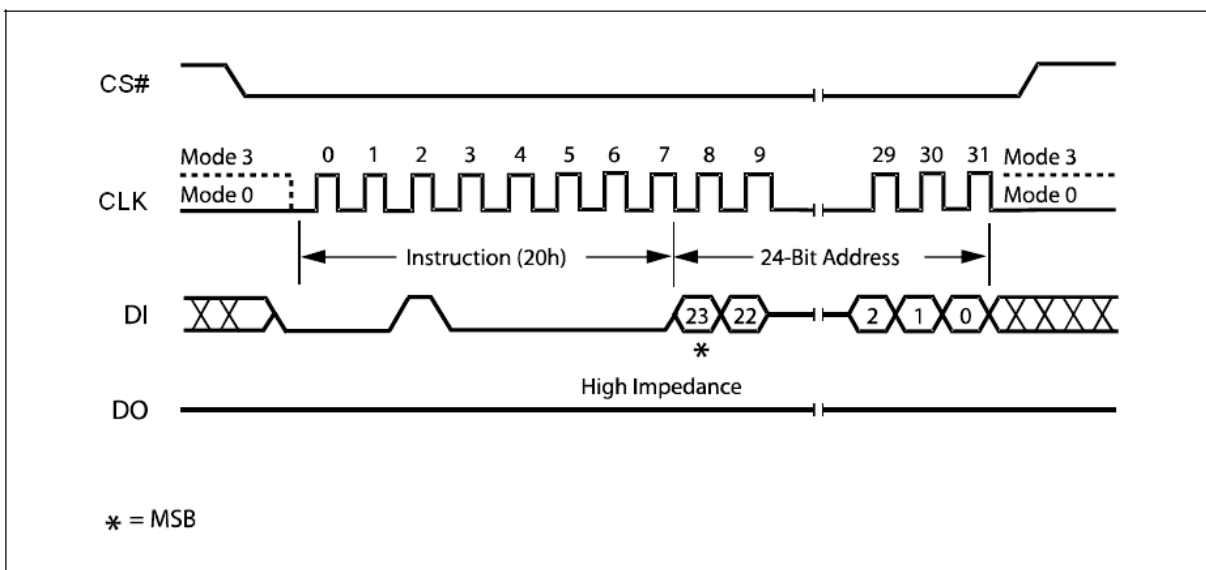 CS#
Mode 3 0 1 2 3 4 5 6 7 8 9 29 30 31 Mode 3
CLK Mode 0 Mode 0
Instruction (20h) 24-Bit Address
DI 23 22 2 1 0
*
High Impedance
DO
* = MSB